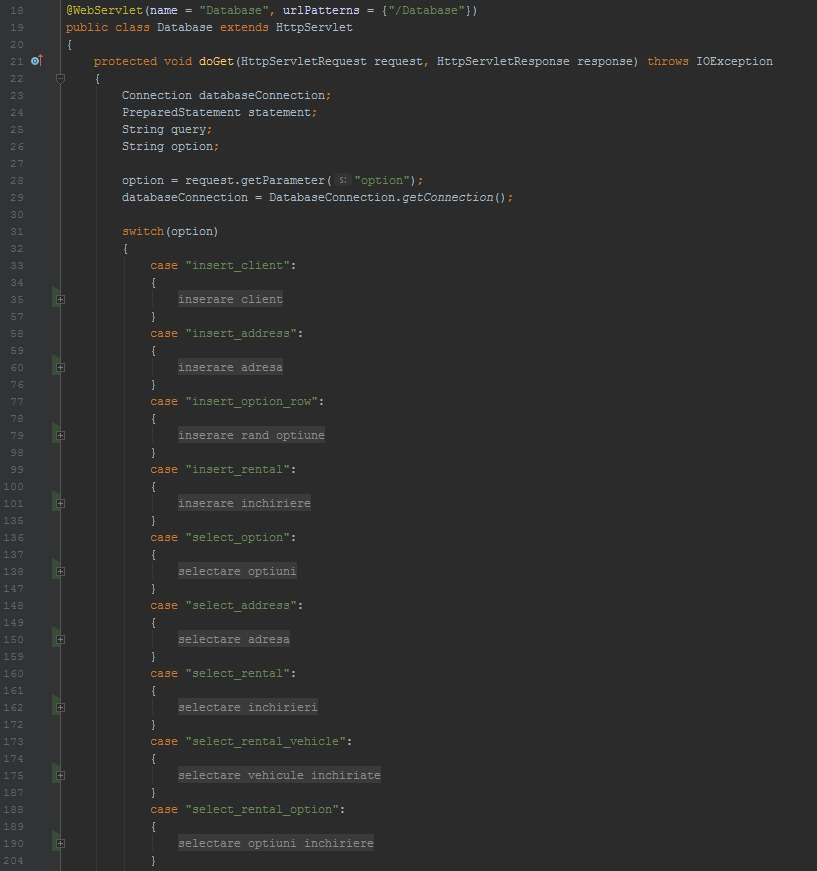 18 @WebServlet(name = "Database", urlPatterns = {"/Database"})
19 public class Database extends HttpServlet
20 {
21 protected void doGet(HttpServletRequest request, HttpServletResponse response) throws IOException
22 {
23 Connection databaseConnection;
24 PreparedStatement statement;
25 String query;
26 String option;
27
28 option = request.getParameter( s: "option");
29 databaseConnection = DatabaseConnection.getConnection();
30
31 switch(option)
32 {
33 case "insert_client":
34 {
35 inserare client
57 }
58 case "insert_address":
59 {
60 inserare adresa
76 }
77 case "insert_option_row":
78 {
79 inserare rand optiune
98 }
99 case "insert_rental":
100 {
101 inserare inchiriere
135 }
136 case "select_option":
137 {
138 selectare optiuni
147 }
148 case "select_address":
149 {
150 selectare adresa
159 }
160 case "select_rental":
161 {
162 selectare inchirieri
172 }
173 case "select_rental_vehicle":
174 {
175 selectare vehicule inchiriate
187 }
188 case "select_rental_option":
189 {
190 selectare optiuni inchiriere
204 }